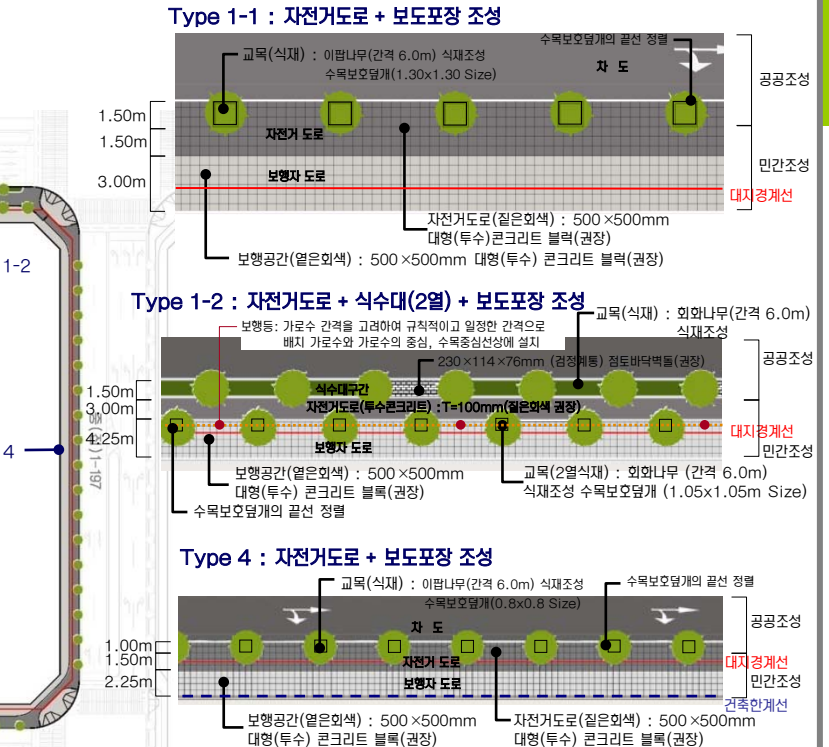 Type 1-1 : 자전거도로 + 보도포장 조성
수목보호덮개의 끝선 정렬
교목(식재) : 이팝나무(간격 6.0m) 식재조성
수목보호덮개(1.30x1.30 Size)
차 도
공공조성
1.50m
1.50m
3.00m
자전거 도로
보행자 도로
민간조성
대지경계선
자전거도로(짙은회색) : 500×500mm
대형(투수)콘크리트 블럭(권장)
보행공간(옅은회색) : 500×500mm 대형(투수) 콘크리트 블럭(권장)
1-2
Type 1-2 : 자전거도로 + 식수대(2열) + 보도포장 조성
교목(식재) : 회화나무(간격 6.0m)
식재조성
보행등: 가로수 간격을 고려하여 규칙적이고 일정한 간격으로
배치 가로수와 가로수의 중심, 수목중심선상에 설치
230×114×76mm (검정계통) 점토바닥벽돌(권장)
공공조성
1.50m
3.00m
4.25m
식수대구간
자전거도로(투수콘크리트) :T=100mm(짙은회색 권장)
보행자 도로
대지경계선
민간조성
4
1-197
보행공간(옅은회색) : 500×500mm
대형(투수) 콘크리트 블록(권장)
수목보호덮개의 끝선 정렬
교목(2열식재) : 회화나무 (간격 6.0m)
식재조성 수목보호덮개 (1.05x1.05m Size)
Type 4 : 자전거도로 + 보도포장 조성
교목(식재) : 이팝나무(간격 6.0m) 식재조성
수목보호덮개(0.8x0.8 Size)
수목보호덮개의 끝선 정렬
차 도
공공조성
1.00m
1.50m
2.25m
자전거 도로
보행자 도로
대지경계선
민간조성
건축한계선
보행공간(옅은회색) : 500×500mm
대형(투수) 콘크리트 블록(권장)
자전거도로(짙은회색) : 500×500mm
대형(투수) 콘크리트 블록(권장)